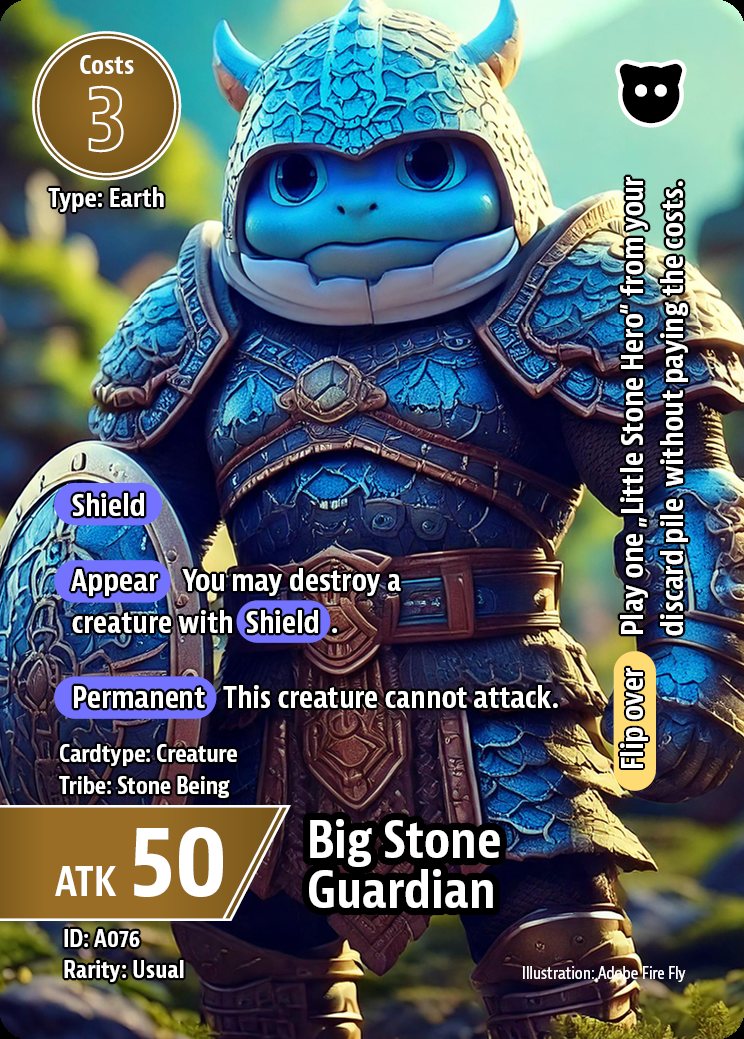 Costs
3
Type: Earth
Play one „Little Stone Hero“ from your
discard pile without paying the costs.
Flip over
Shield
Appear You may destroy a
creature with Shield.
Permanent This creature cannot attack.
Cardtype: Creature
Tribe: Stone Being
ATK 50
Big Stone
Guardian
ID: A076
Rarity: Usual
Illustration: Adobe Fire Fly